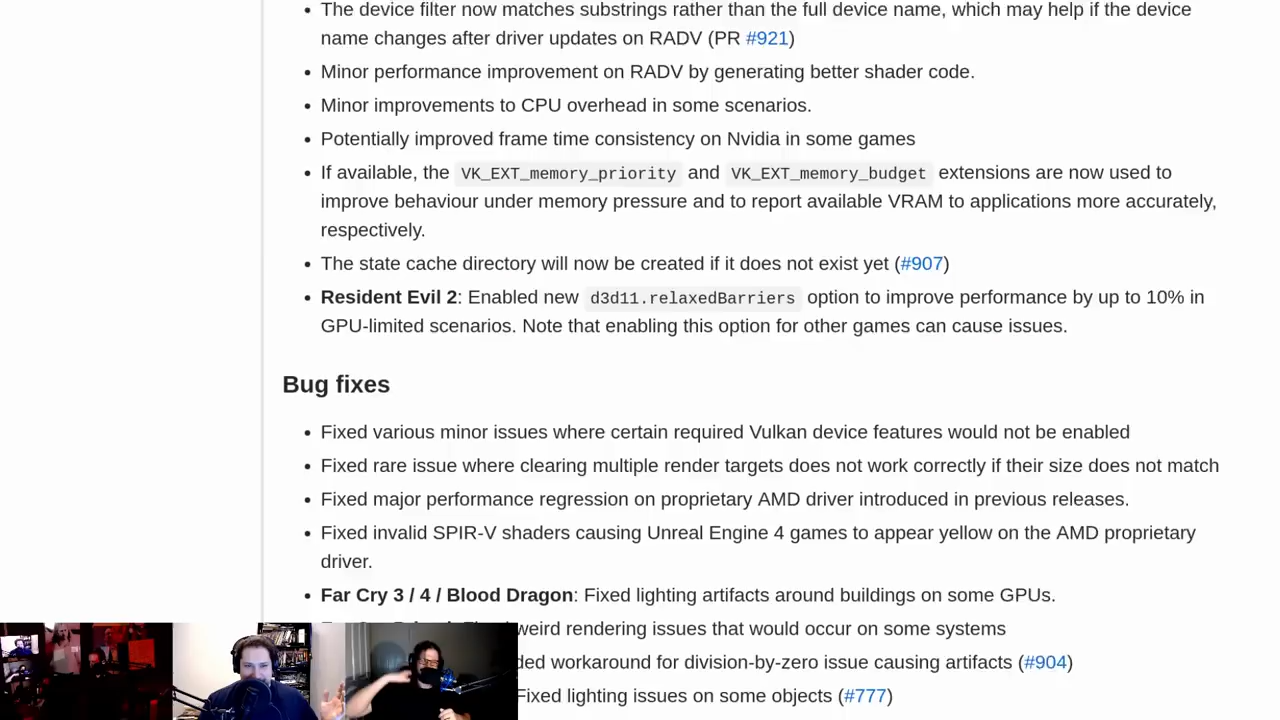 The device filter now matches substrings rather than the full device name, which may help if the device
name changes after driver updates on RADV (PR #921)
Minor performance improvement on RADV by generating better shader code.
Minor improvements to CPU overhead in some scenarios.
Potentially improved frame time consistency on Nvidia in some games
If available, the VK_EXT_memory_priority and VK_EXT_memory_budget extensions are now used to
improve behaviour under memory pressure and to report available VRAM to applications more accurately,
respectively.
The state cache directory will now be created if it does not exist yet (#907)
Resident Evil 2: Enabled new d3d11.relaxedBarriers option to improve performance by up to 10% in
GPU-limited scenarios. Note that enabling this option for other games can cause issues.
Bug fixes
Fixed various minor issues where certain required Vulkan device features would not be enabled
Fixed rare issue where clearing multiple render targets does not work correctly if their size does not match
Fixed major performance regression on proprietary AMD driver introduced in previous releases.
Fixed invalid SPIR-V shaders causing Unreal Engine 4 games to appear yellow on the AMD proprietary
driver.
Far Cry 3 / 4 / Blood Dragon: Fixed lighting artifacts around buildings on some GPUs.
weird rendering issues that would occur on some systems
workaround for division-by-zero issue causing artifacts (#904)
Fixed lighting issues on some objects (#777)